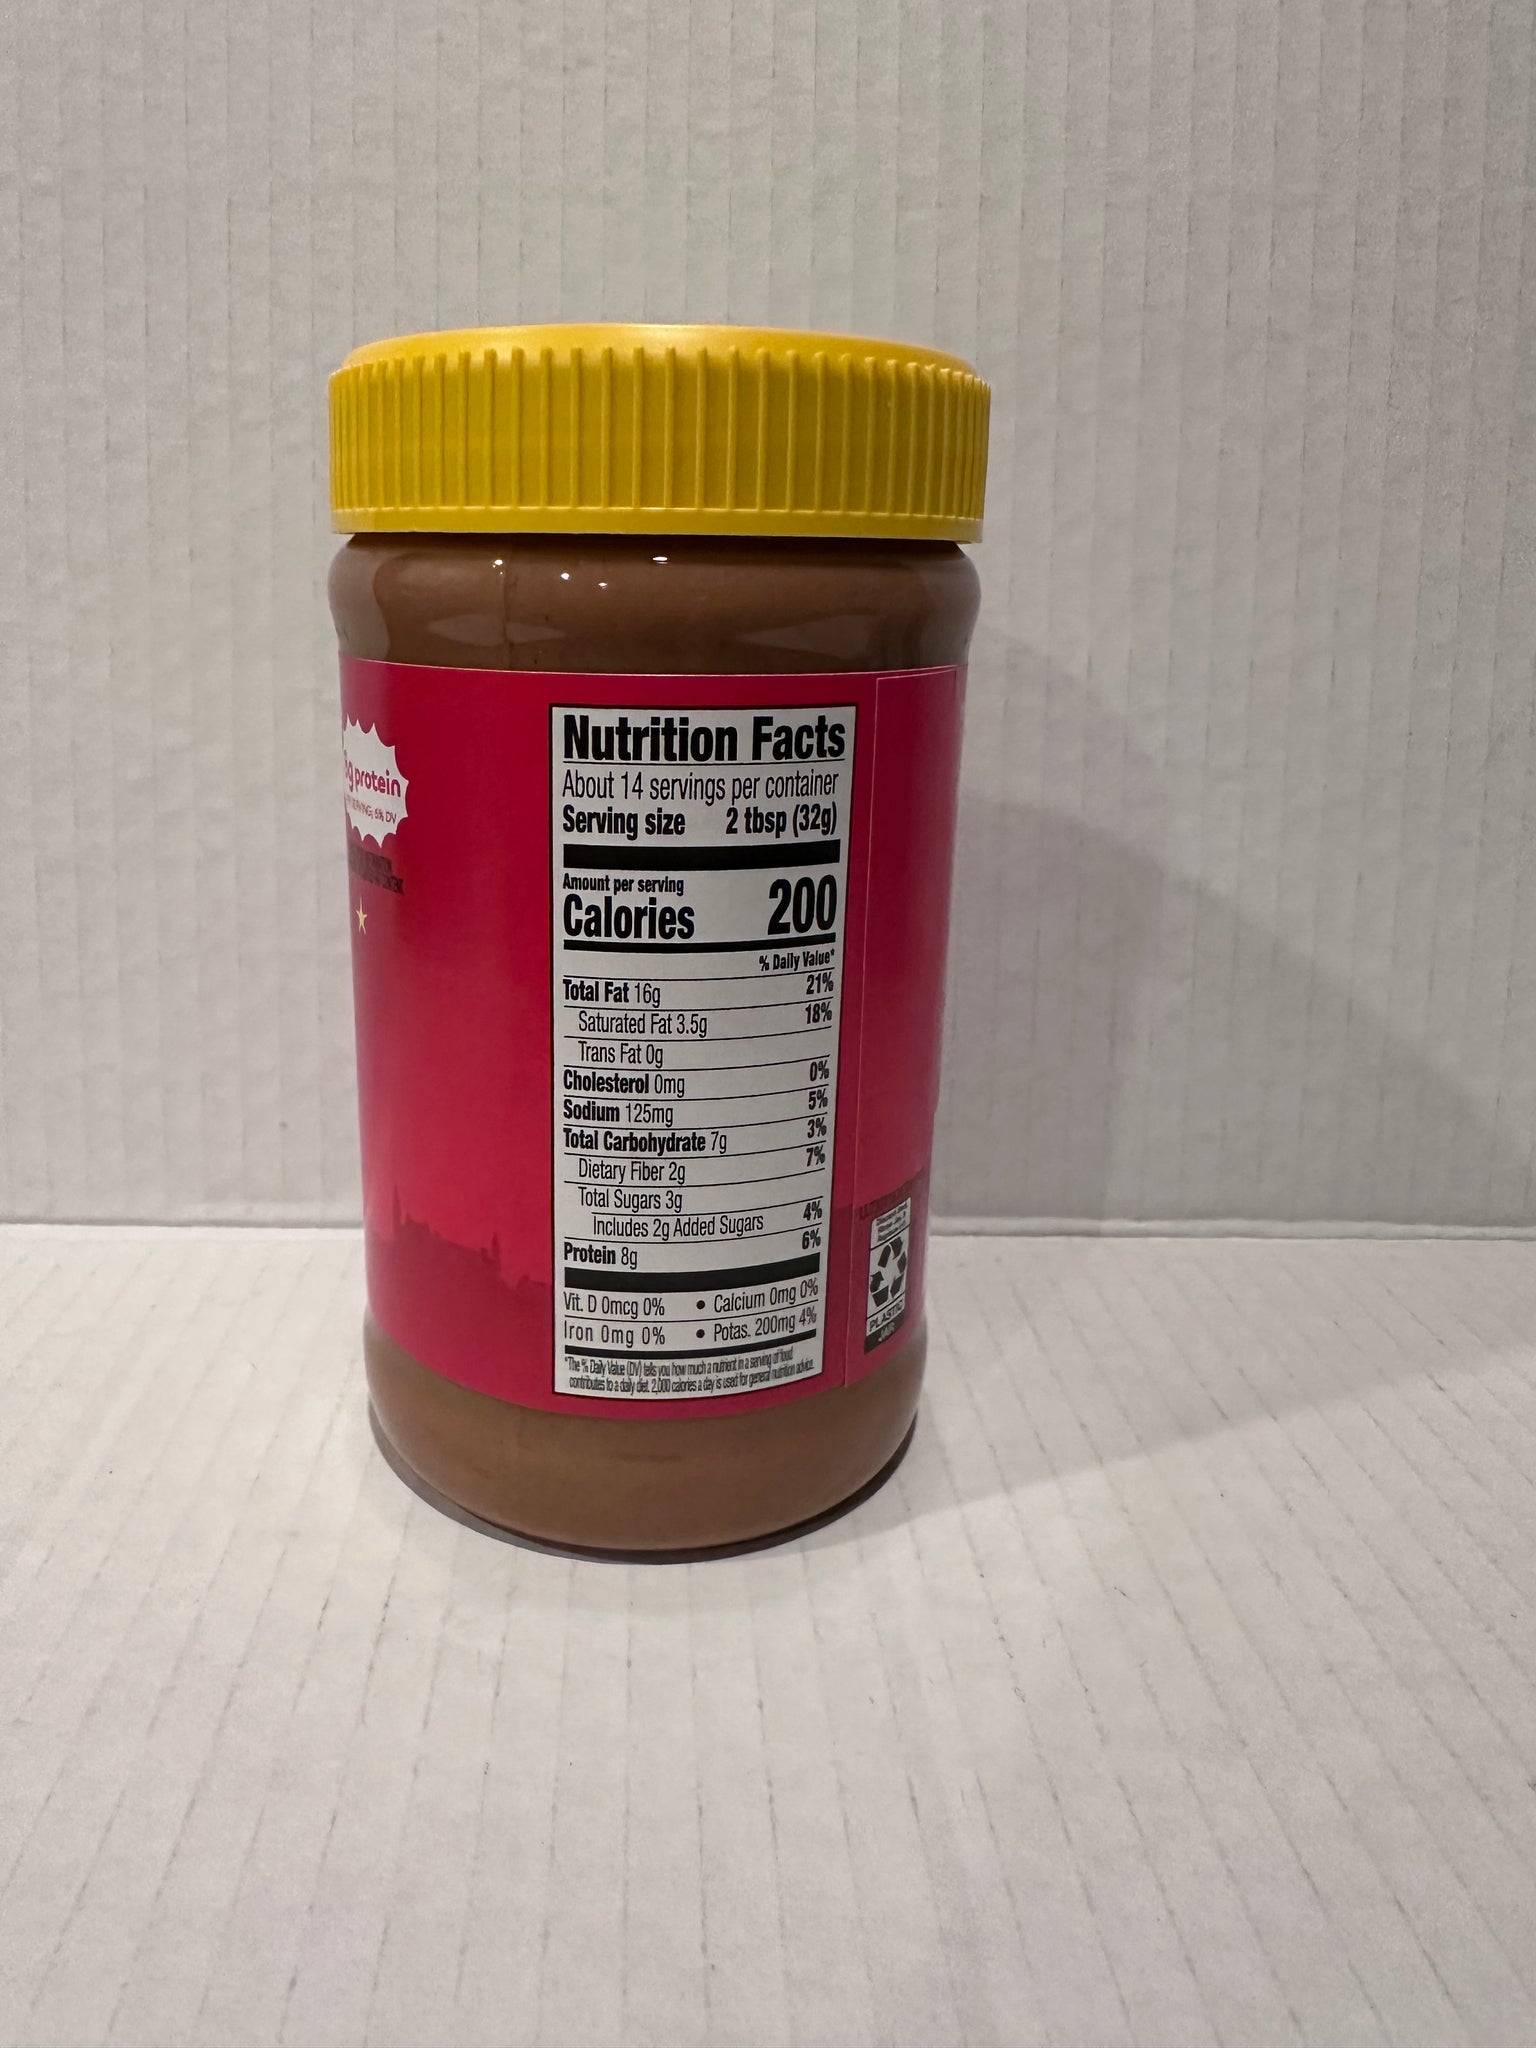 g protein
6% DV
Nutrition Facts
About 14 servings per container
Serving size 2 tbsp (32g)
Amount per serving
Calories 200
% Daily Value*
Total Fat 16g 21%
Saturated Fat 3.5g 18%
Trans Fat 0g
Cholesterol 0mg 0%
Sodium 125mg 5%
Total Carbohydrate 7g 3%
Dietary Fiber 2g 7%
Total Sugars 3g
Includes 2g Added Sugars 4%
Protein 8g 6%
Vit. D 0mcg 0% • Calcium 0mg 0%
Iron 0mg 0% • Potas. 200mg 4%
*The % Daily Value (DV) tells you how much a nutrient in a serving of food
contributes to a daily diet. 2,000 calories a day is used for general nutrition advice.
PLASTIC
JAR